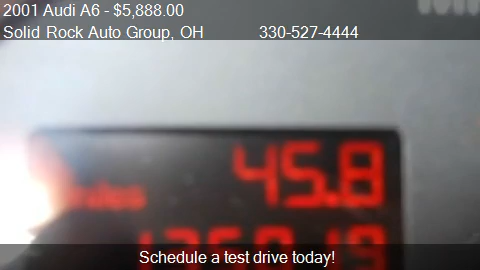 2001 Audi A6 - $5,888.00
Solid Rock Auto Group, OH 330-527-4444
45.8
miles
Schedule a test drive today!